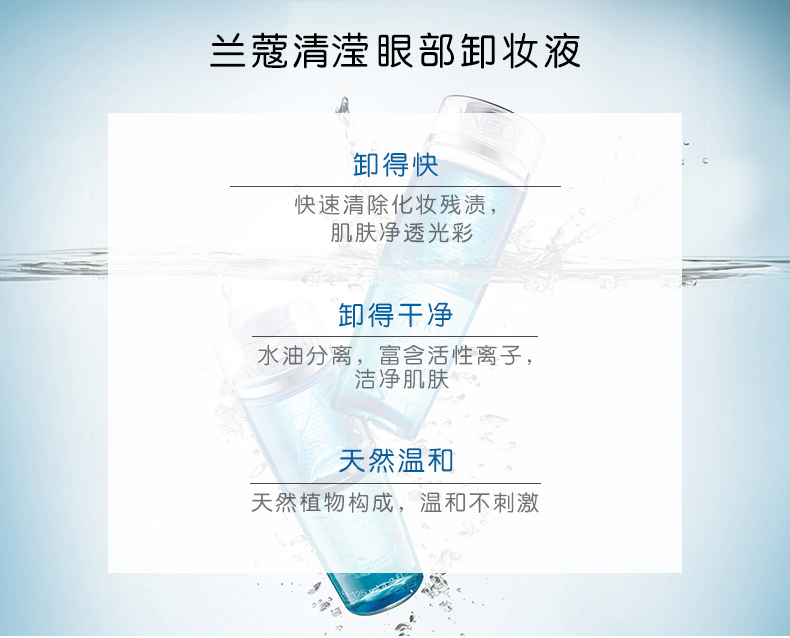 兰蔻清滢眼部卸妆液
卸得快
快速清除化妆残渍，
肌肤净透光彩
卸得干净
水油分离，富含活性离子，
洁净肌肤
天然温和
天然植物构成，温和不刺激